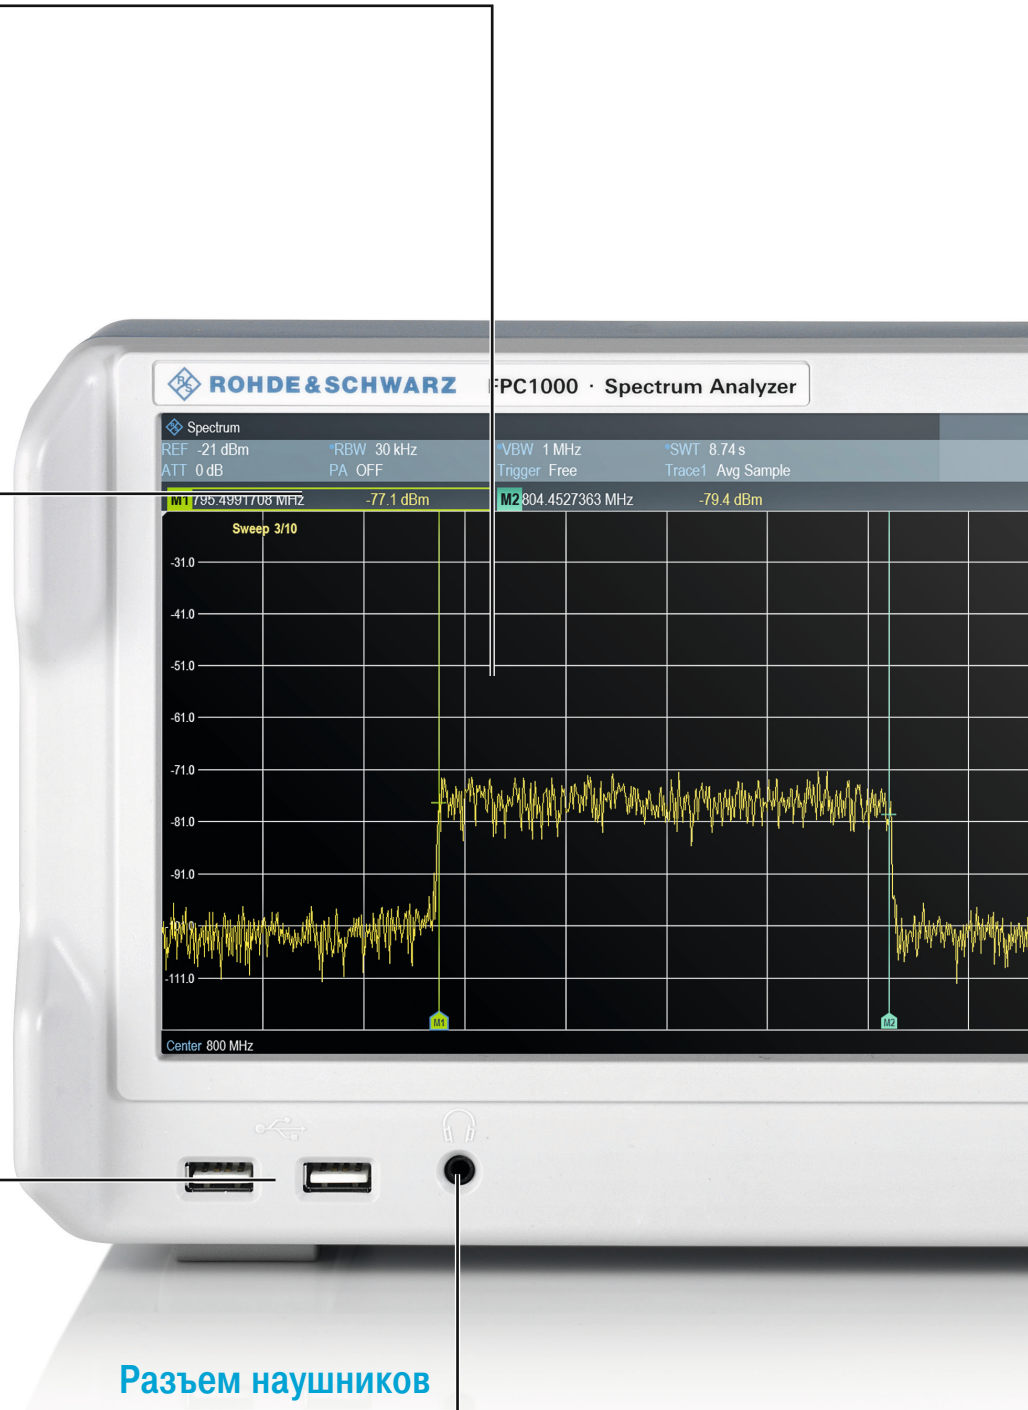 ROHDE & SCHWARZ FPC1000 · Spectrum Analyzer
Spectrum
REF -21 dBm °RBW 30 kHz °VBW 1 MHz °SWT 8.74 s
ATT 0 dB PA OFF Trigger Free Trace1 Avg Sample
M1 795.4991708 MHz -77.1 dBm M2 804.4527363 MHz -79.4 dBm
Sweep 3/10
-31.0
-41.0
-51.0
-61.0
-71.0
-81.0
-91.0
-111.0
M1 M2
Center 800 MHz
Разъем наушников